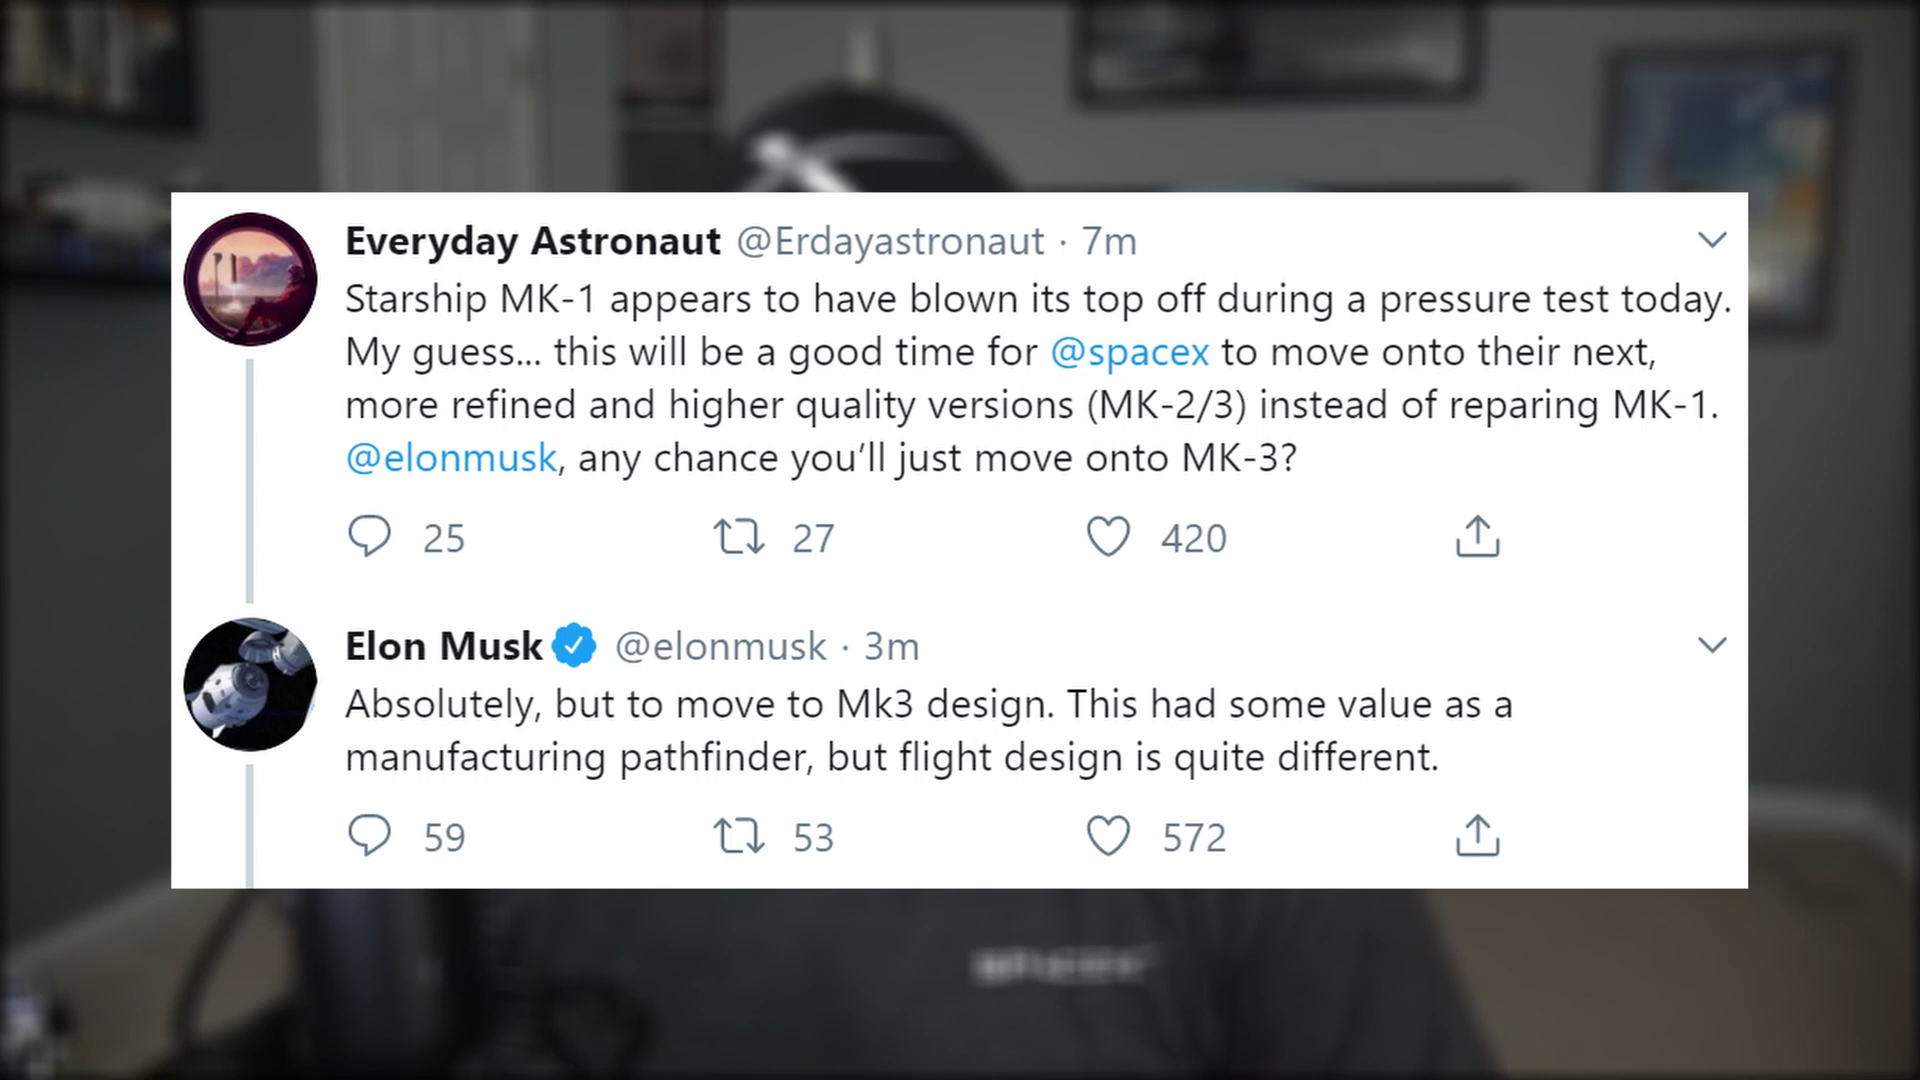 Everyday Astronaut @Erdayastronaut · 7m
Starship MK-1 appears to have blown its top off during a pressure test today.
My guess... this will be a good time for @spacex to move onto their next,
more refined and higher quality versions (MK-2/3) instead of reparing MK-1.
@elonmusk, any chance you’ll just move onto MK-3?
25 27 420
Elon Musk @elonmusk · 3m
Absolutely, but to move to Mk3 design. This had some value as a
manufacturing pathfinder, but flight design is quite different.
59 53 572